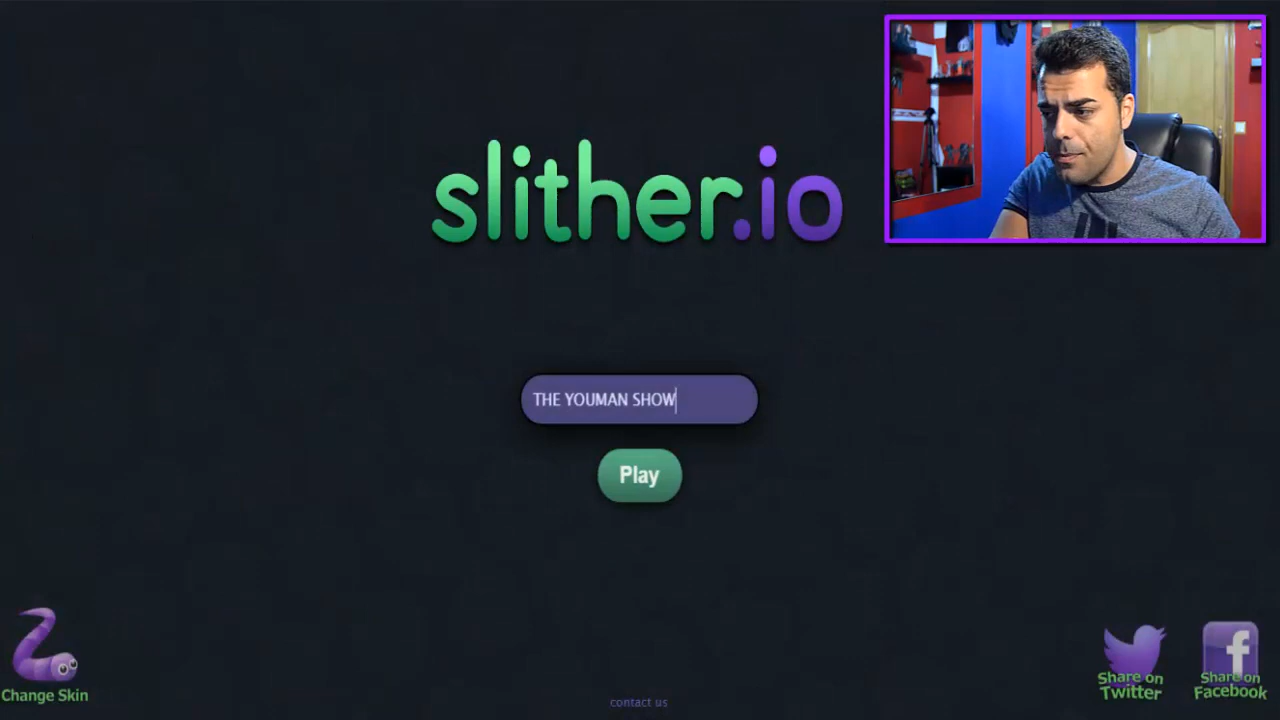 slither.io
THE YOUMAN SHOW
Play
Change Skin
contact us
Share on
Twitter
Share on
Facebook